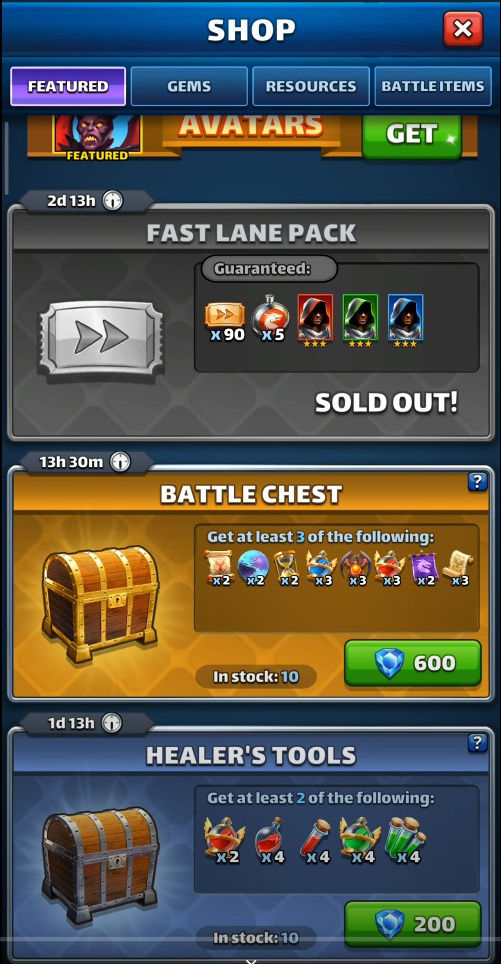 SHOP
FEATURED
GEMS
RESOURCES
BATTLE ITEMS
FEATURED
AVATARS
GET
2d 13h
FAST LANE PACK
Guaranteed:
x 90
x 5
SOLD OUT!
13h 30m
?
BATTLE CHEST
Get at least 3 of the following:
x2 x2 x2 x3 x3 x3 x2 x3
In stock: 10
600
1d 13h
?
HEALER'S TOOLS
Get at least 2 of the following:
x2 x4 x4 x4 x4
In stock: 10
200